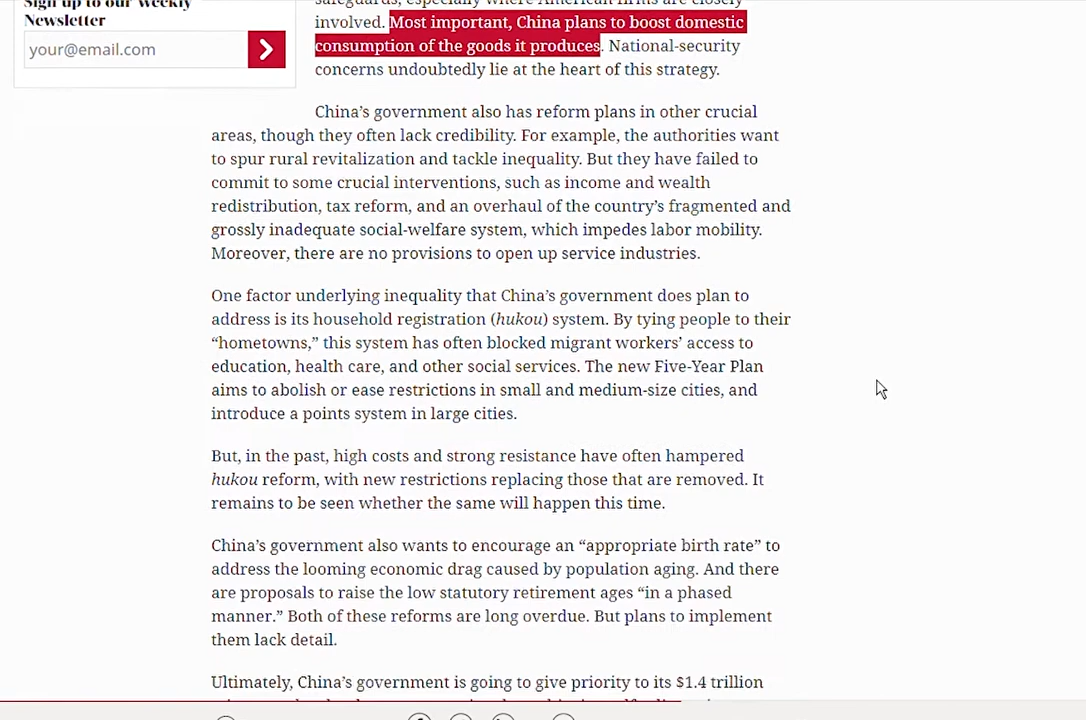 Sign up to our Weekly
Newsletter
your@email.com
safeguards, especially where American firms are closely
involved. Most important, China plans to boost domestic
consumption of the goods it produces. National-security
concerns undoubtedly lie at the heart of this strategy.
China’s government also has reform plans in other crucial
areas, though they often lack credibility. For example, the authorities want
to spur rural revitalization and tackle inequality. But they have failed to
commit to some crucial interventions, such as income and wealth
redistribution, tax reform, and an overhaul of the country’s fragmented and
grossly inadequate social-welfare system, which impedes labor mobility.
Moreover, there are no provisions to open up service industries.
One factor underlying inequality that China’s government does plan to
address is its household registration (hukou) system. By tying people to their
“hometowns,” this system has often blocked migrant workers’ access to
education, health care, and other social services. The new Five-Year Plan
aims to abolish or ease restrictions in small and medium-size cities, and
introduce a points system in large cities.
But, in the past, high costs and strong resistance have often hampered
hukou reform, with new restrictions replacing those that are removed. It
remains to be seen whether the same will happen this time.
China’s government also wants to encourage an “appropriate birth rate” to
address the looming economic drag caused by population aging. And there
are proposals to raise the low statutory retirement ages “in a phased
manner.” Both of these reforms are long overdue. But plans to implement
them lack detail.
Ultimately, China’s government is going to give priority to its $1.4 trillion